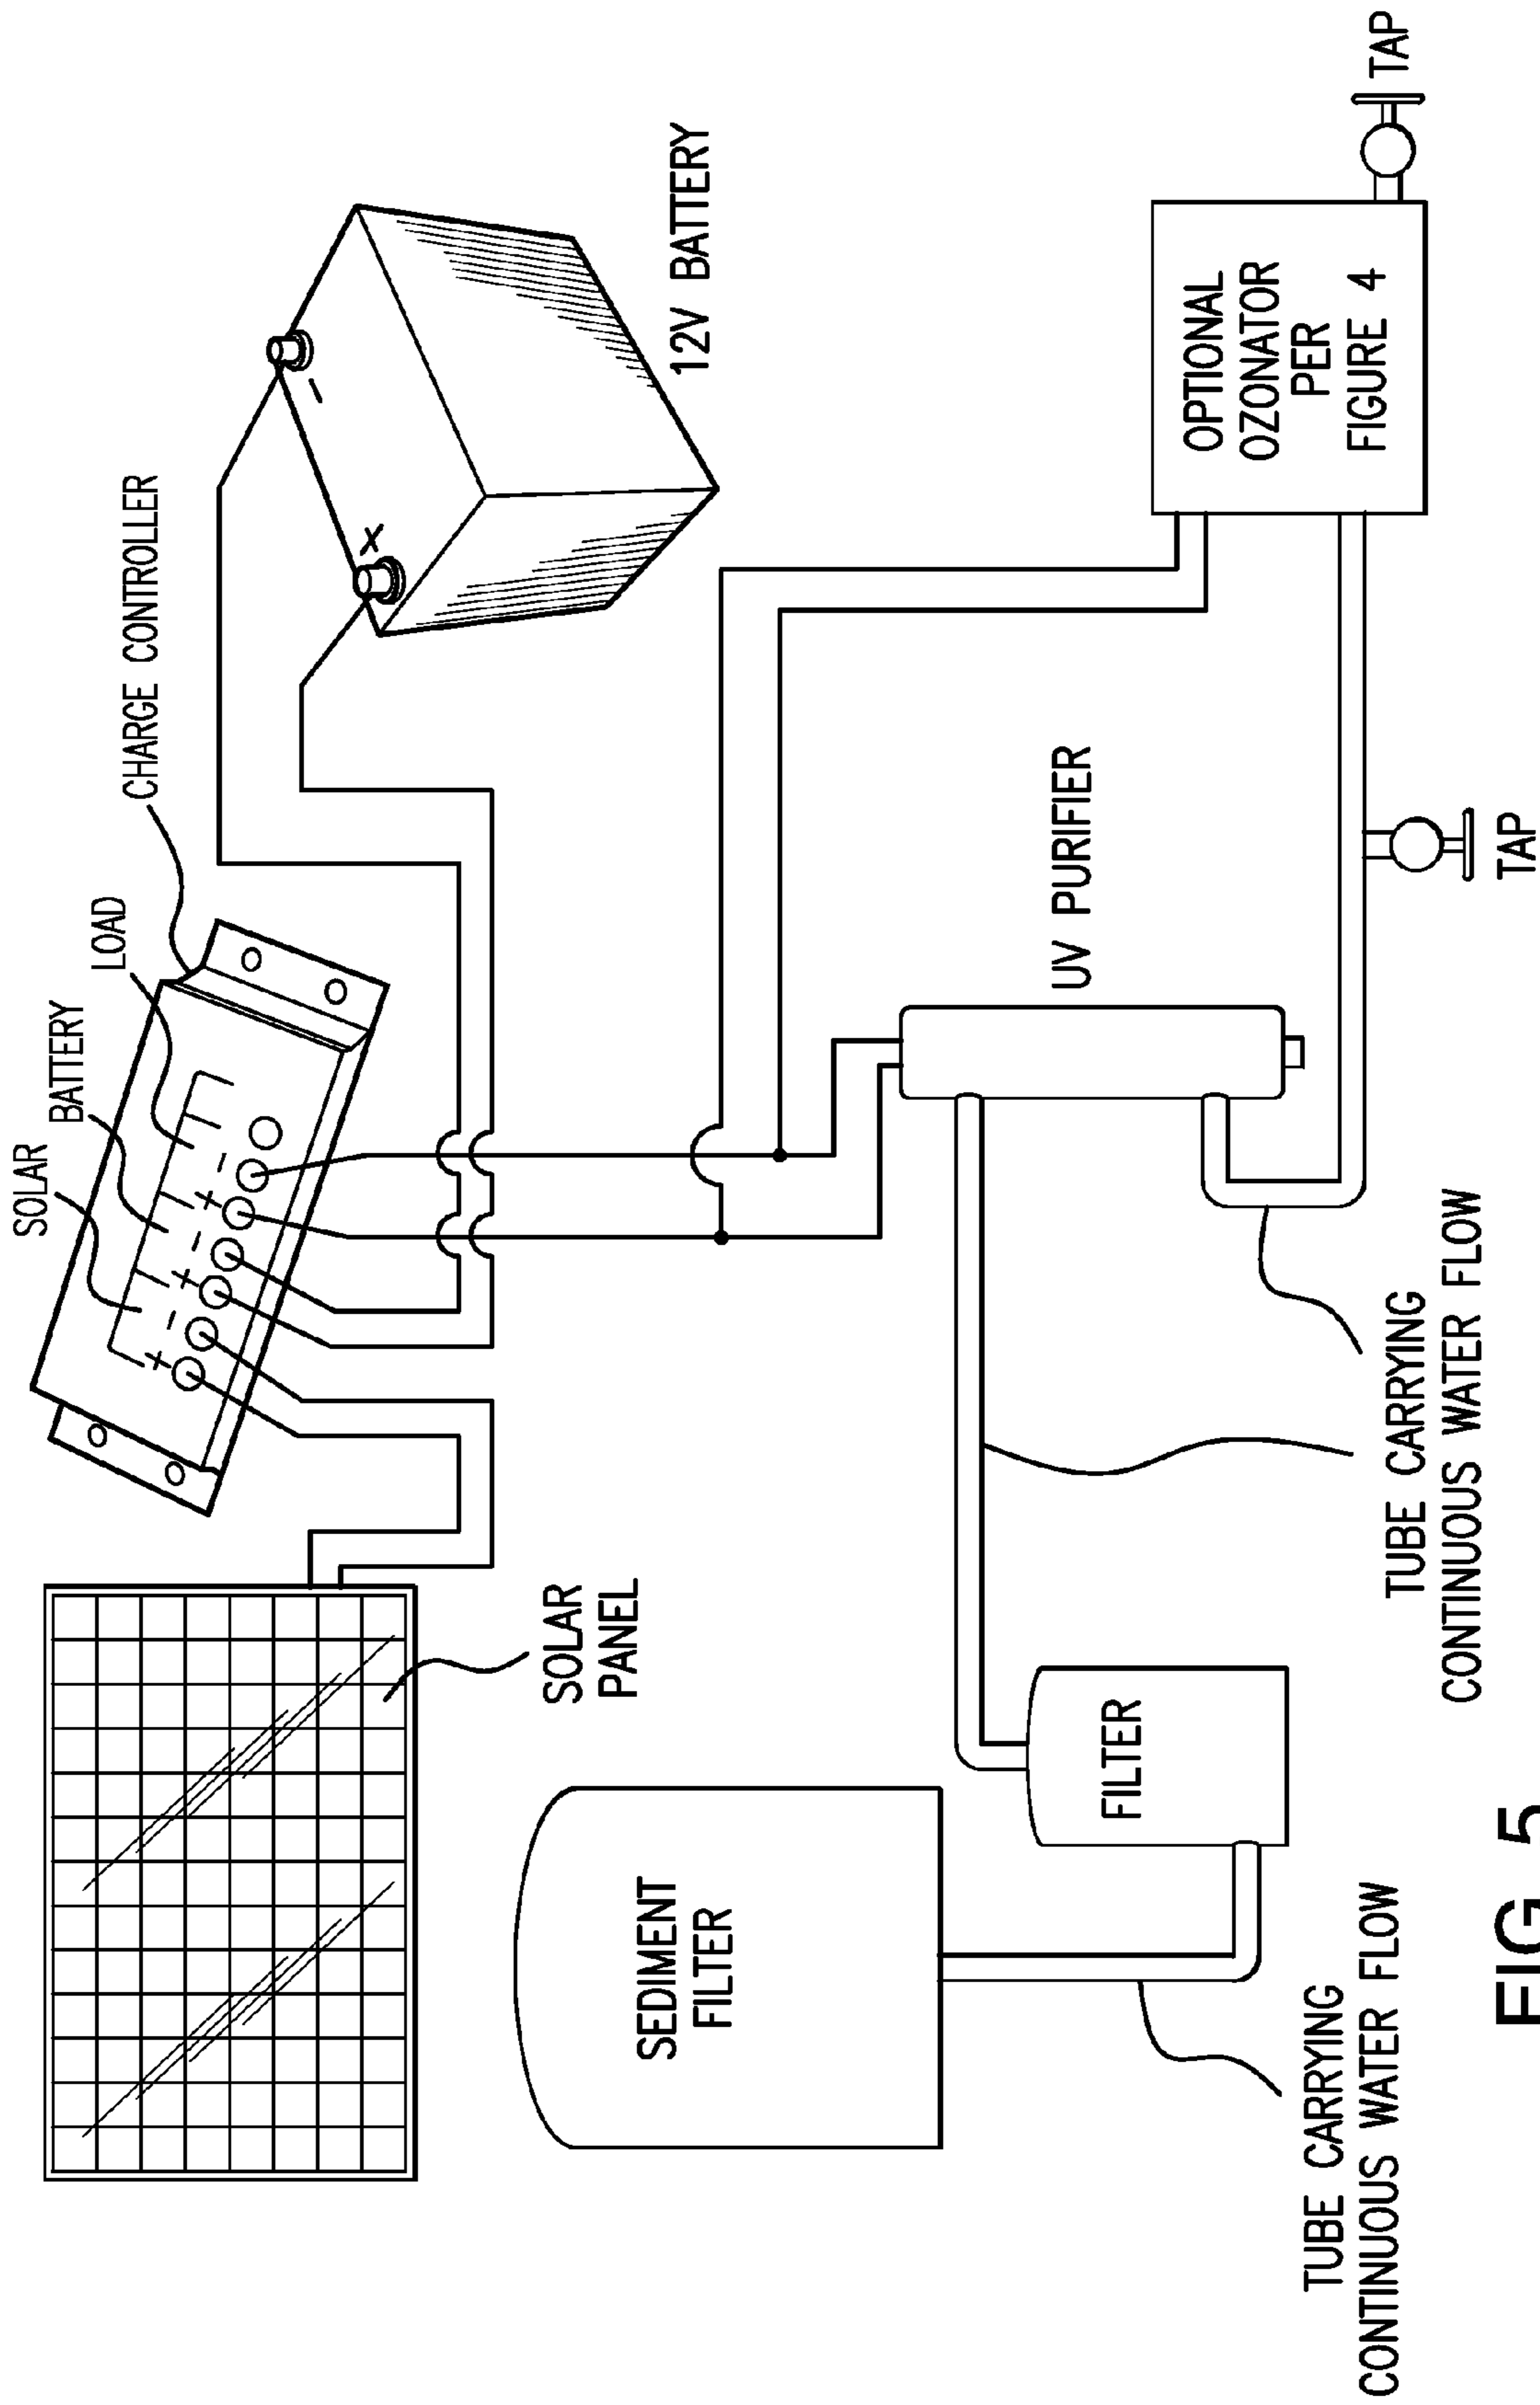 SOLAR
BATTERY
LOAD
CHARGE CONTROLLER
+ - + - + -
X
-
12V BATTERY
SOLAR
PANEL
SEDIMENT
FILTER
FILTER
UV PURIFIER
OPTIONAL
OZONATOR
PER
FIGURE 4
TAP
TAP
TUBE CARRYING
CONTINUOUS WATER FLOW
TUBE CARRYING
CONTINUOUS WATER FLOW
FIG. 5